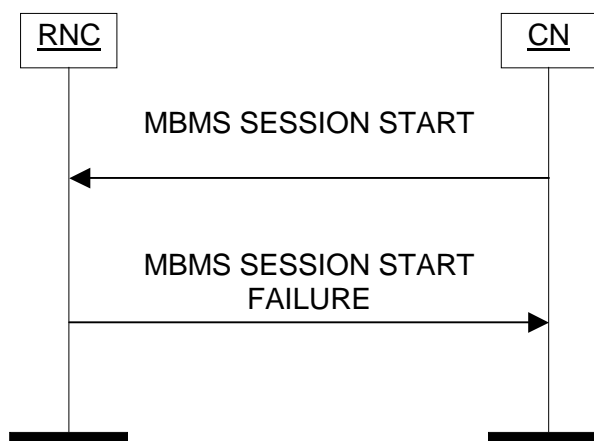 RNC
CN
MBMS SESSION START
MBMS SESSION START
FAILURE